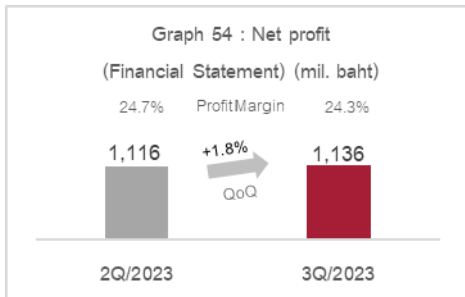 Graph 54 : Net profit
(Financial Statement) (mil. baht)
24.7% ProfitMargin 24.3%
1,116 +1.8% 1,136
QoQ
2Q/2023 3Q/2023